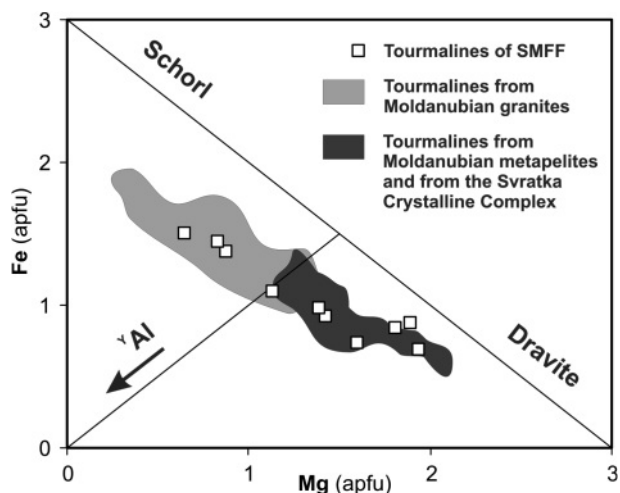 3
2
1
0
Fe (apfu)
Schorl
Tourmalines of SMFF
Tourmalines from
Moldanubian granites
Tourmalines from
Moldanubian metapelites
and from the Svratka
Crystalline Complex
ʸAl
Dravite
0
1
2
3
Mg (apfu)